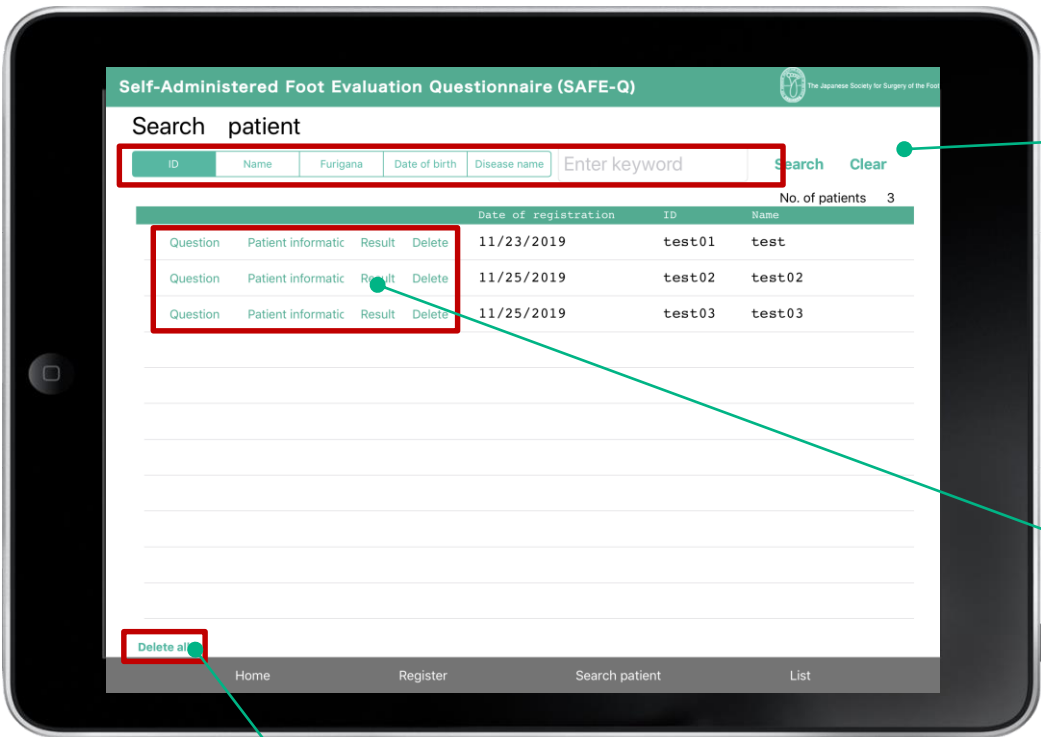 Self-Administered Foot Evaluation Questionnaire (SAFE-Q)
The Japanese Society for Surgery of the Foot
Search patient
ID Name Furigana Date of birth Disease name Enter keyword Search Clear
No. of patients 3
Date of registration ID Name
Question Patient informatic Result Delete 11/23/2019 test01 test
Question Patient informatic Result Delete 11/25/2019 test02 test02
Question Patient informatic Result Delete 11/25/2019 test03 test03
Delete all
Home Register Search patient List